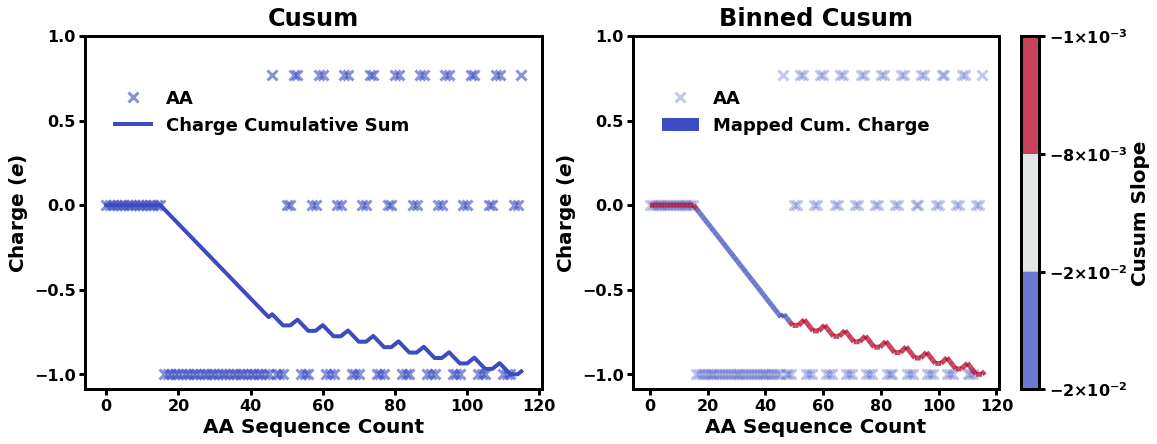 Cusum
Binned Cusum
1.0
0.5
0.0
−0.5
−1.0
Charge (e)
AA
Charge Cumulative Sum
0 20 40 60 80 100 120
AA Sequence Count
1.0
0.5
0.0
−0.5
−1.0
Charge (e)
AA
Mapped Cum. Charge
0 20 40 60 80 100 120
AA Sequence Count
−1×10⁻³
−8×10⁻³
−2×10⁻²
−2×10⁻²
Cusum Slope